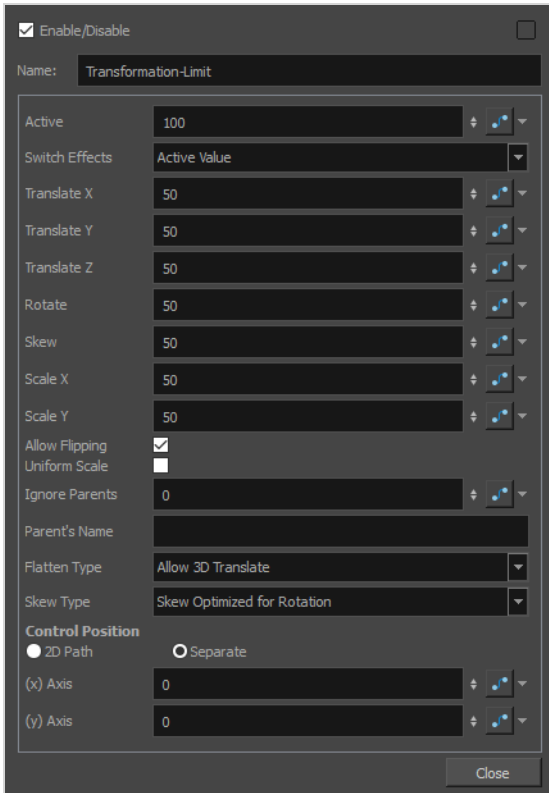 Enable/Disable
Name: Transformation-Limit
Active 100
Switch Effects Active Value
Translate X 50
Translate Y 50
Translate Z 50
Rotate 50
Skew 50
Scale X 50
Scale Y 50
Allow Flipping
Uniform Scale
Ignore Parents 0
Parent's Name
Flatten Type Allow 3D Translate
Skew Type Skew Optimized for Rotation
Control Position
2D Path Separate
(x) Axis 0
(y) Axis 0
Close